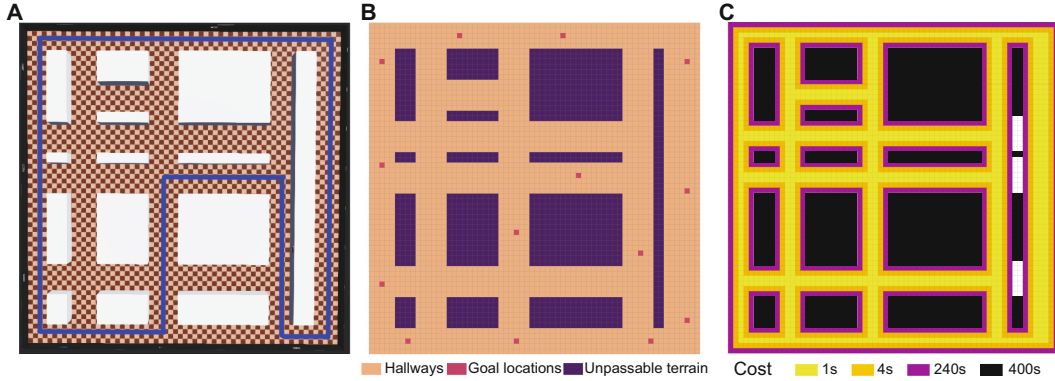 A
B
C
Hallways
Goal locations
Unpassable terrain
Cost
1s
4s
240s
400s